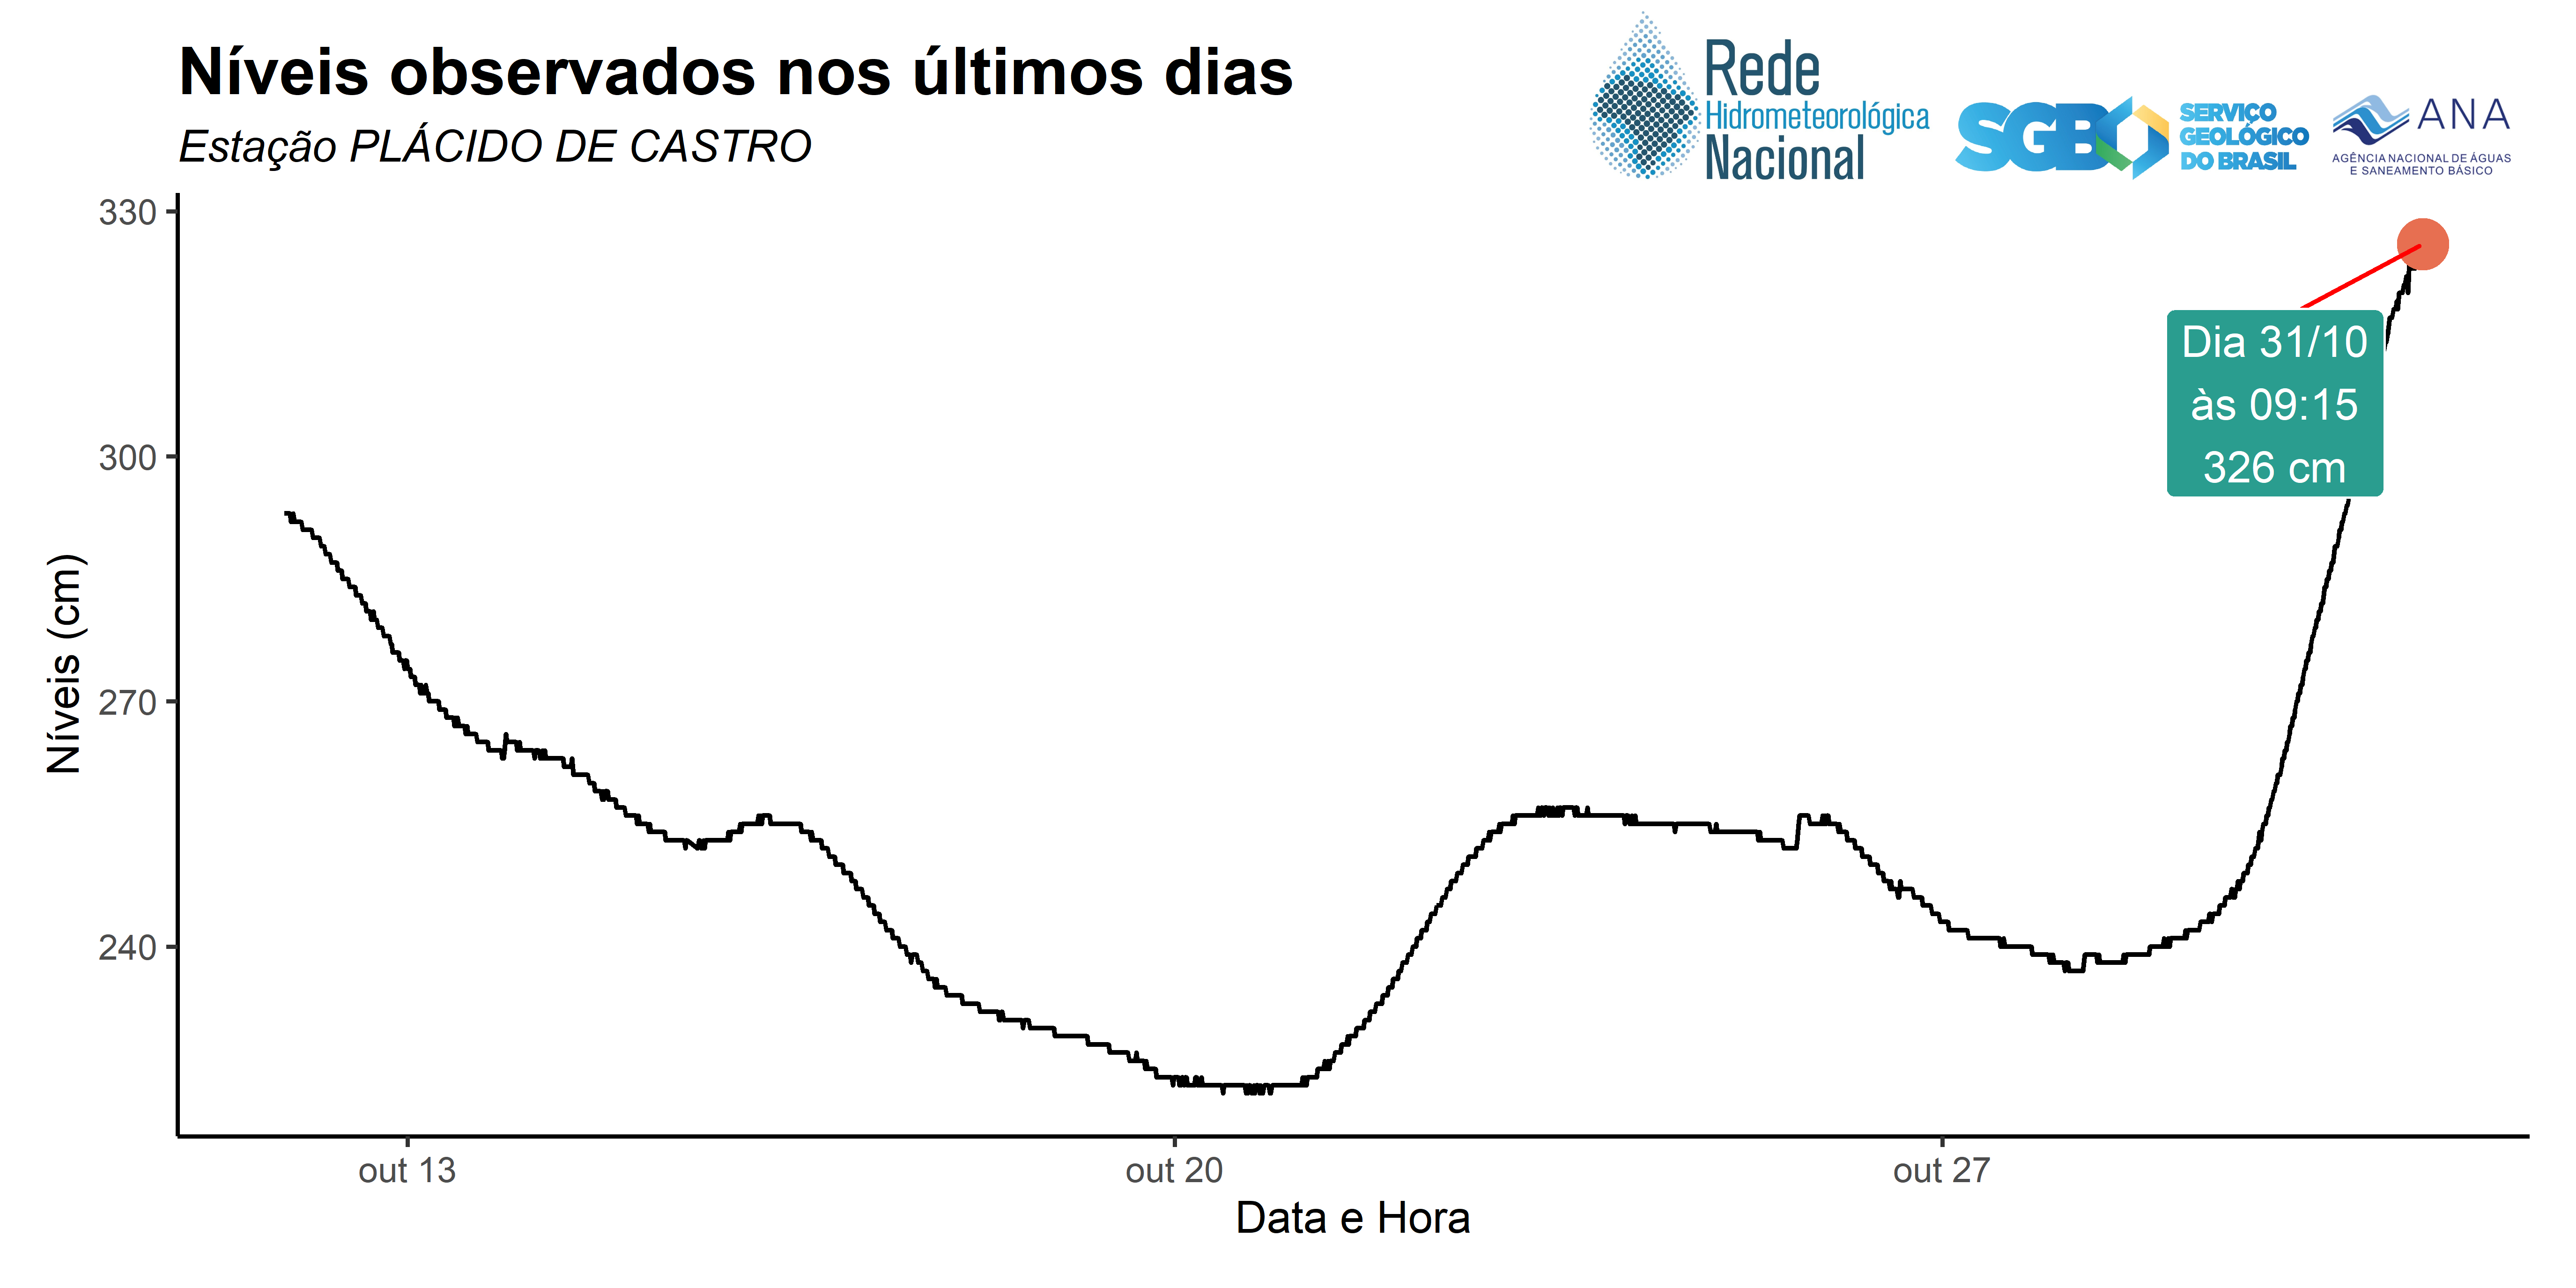 Níveis observados nos últimos dias
Estação PLÁCIDO DE CASTRO
Rede
Hidrometeorológica
Nacional
SGB
SERVIÇO
GEOLÓGICO
DO BRASIL
ANA
AGÊNCIA NACIONAL DE ÁGUAS
E SANEAMENTO BÁSICO
330
300
270
240
Níveis (cm)
Dia 31/10
às 09:15
326 cm
out 13
out 20
out 27
Data e Hora